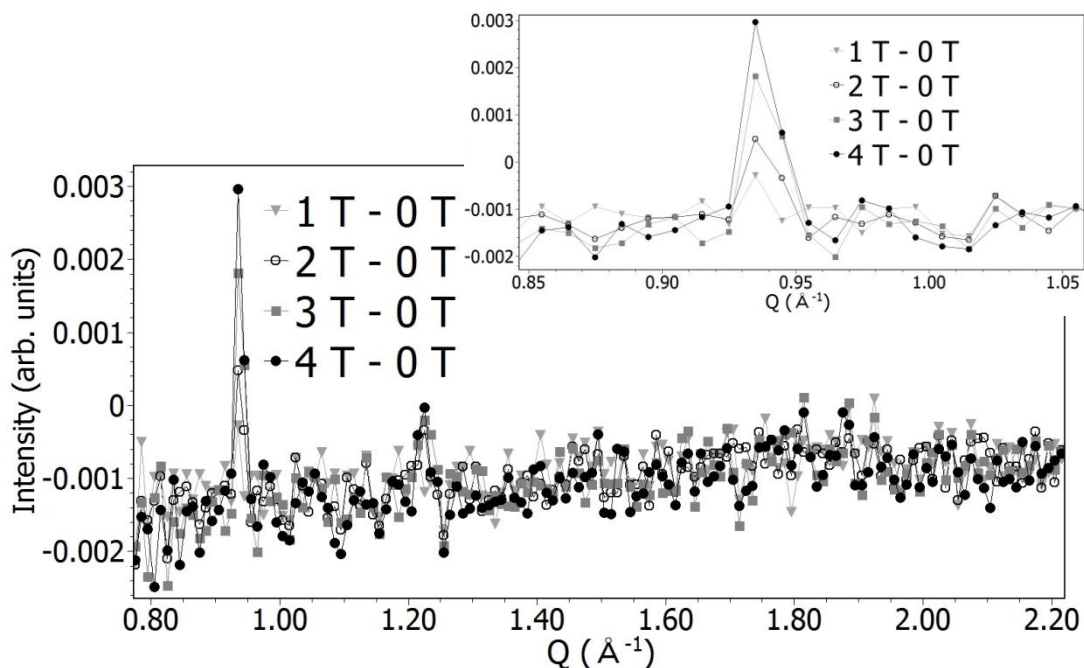 0.003
0.002
0.001
0
-0.001
-0.002
0.85
0.90
0.95
1.00
1.05
Q (Å-1)
1 T - 0 T
2 T - 0 T
3 T - 0 T
4 T - 0 T
Intensity (arb. units)
0.003
0.002
0.001
0
-0.001
-0.002
1 T - 0 T
2 T - 0 T
3 T - 0 T
4 T - 0 T
0.80
1.00
1.20
1.40
1.60
1.80
2.00
2.20
Q (Å-1)